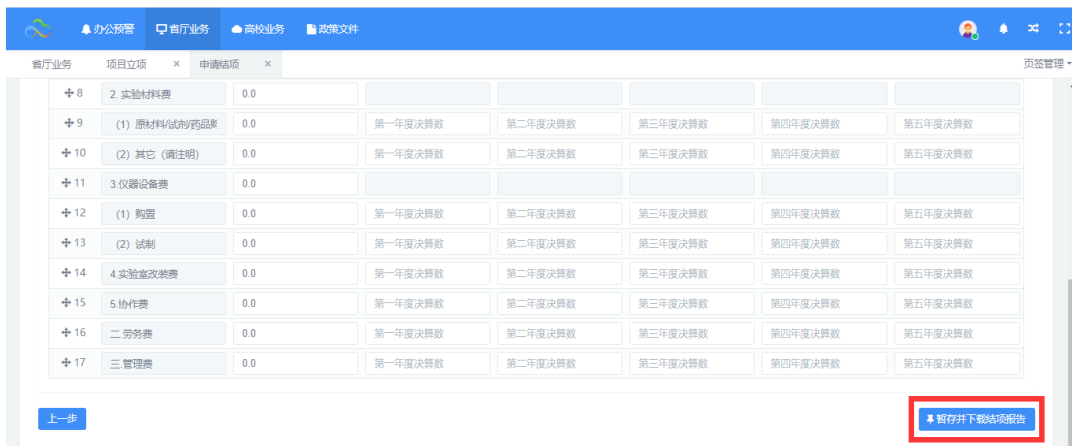 办公预警 省厅业务 高校业务 政策文件
省厅业务 项目立项 × 申请结项 × 页签管理
8 2. 实验材料费 0.0
9 (1) 原材料/试剂/药品购 0.0 第一年度决算数 第二年度决算数 第三年度决算数 第四年度决算数 第五年度决算数
10 (2) 其它 (请注明) 0.0 第一年度决算数 第二年度决算数 第三年度决算数 第四年度决算数 第五年度决算数
11 3.仪器设备费 0.0
12 (1) 购置 0.0 第一年度决算数 第二年度决算数 第三年度决算数 第四年度决算数 第五年度决算数
13 (2) 试制 0.0 第一年度决算数 第二年度决算数 第三年度决算数 第四年度决算数 第五年度决算数
14 4.实验室改装费 0.0 第一年度决算数 第二年度决算数 第三年度决算数 第四年度决算数 第五年度决算数
15 5.协作费 0.0 第一年度决算数 第二年度决算数 第三年度决算数 第四年度决算数 第五年度决算数
16 二.劳务费 0.0 第一年度决算数 第二年度决算数 第三年度决算数 第四年度决算数 第五年度决算数
17 三.管理费 0.0 第一年度决算数 第二年度决算数 第三年度决算数 第四年度决算数 第五年度决算数
上一步 暂存并下载结项报告